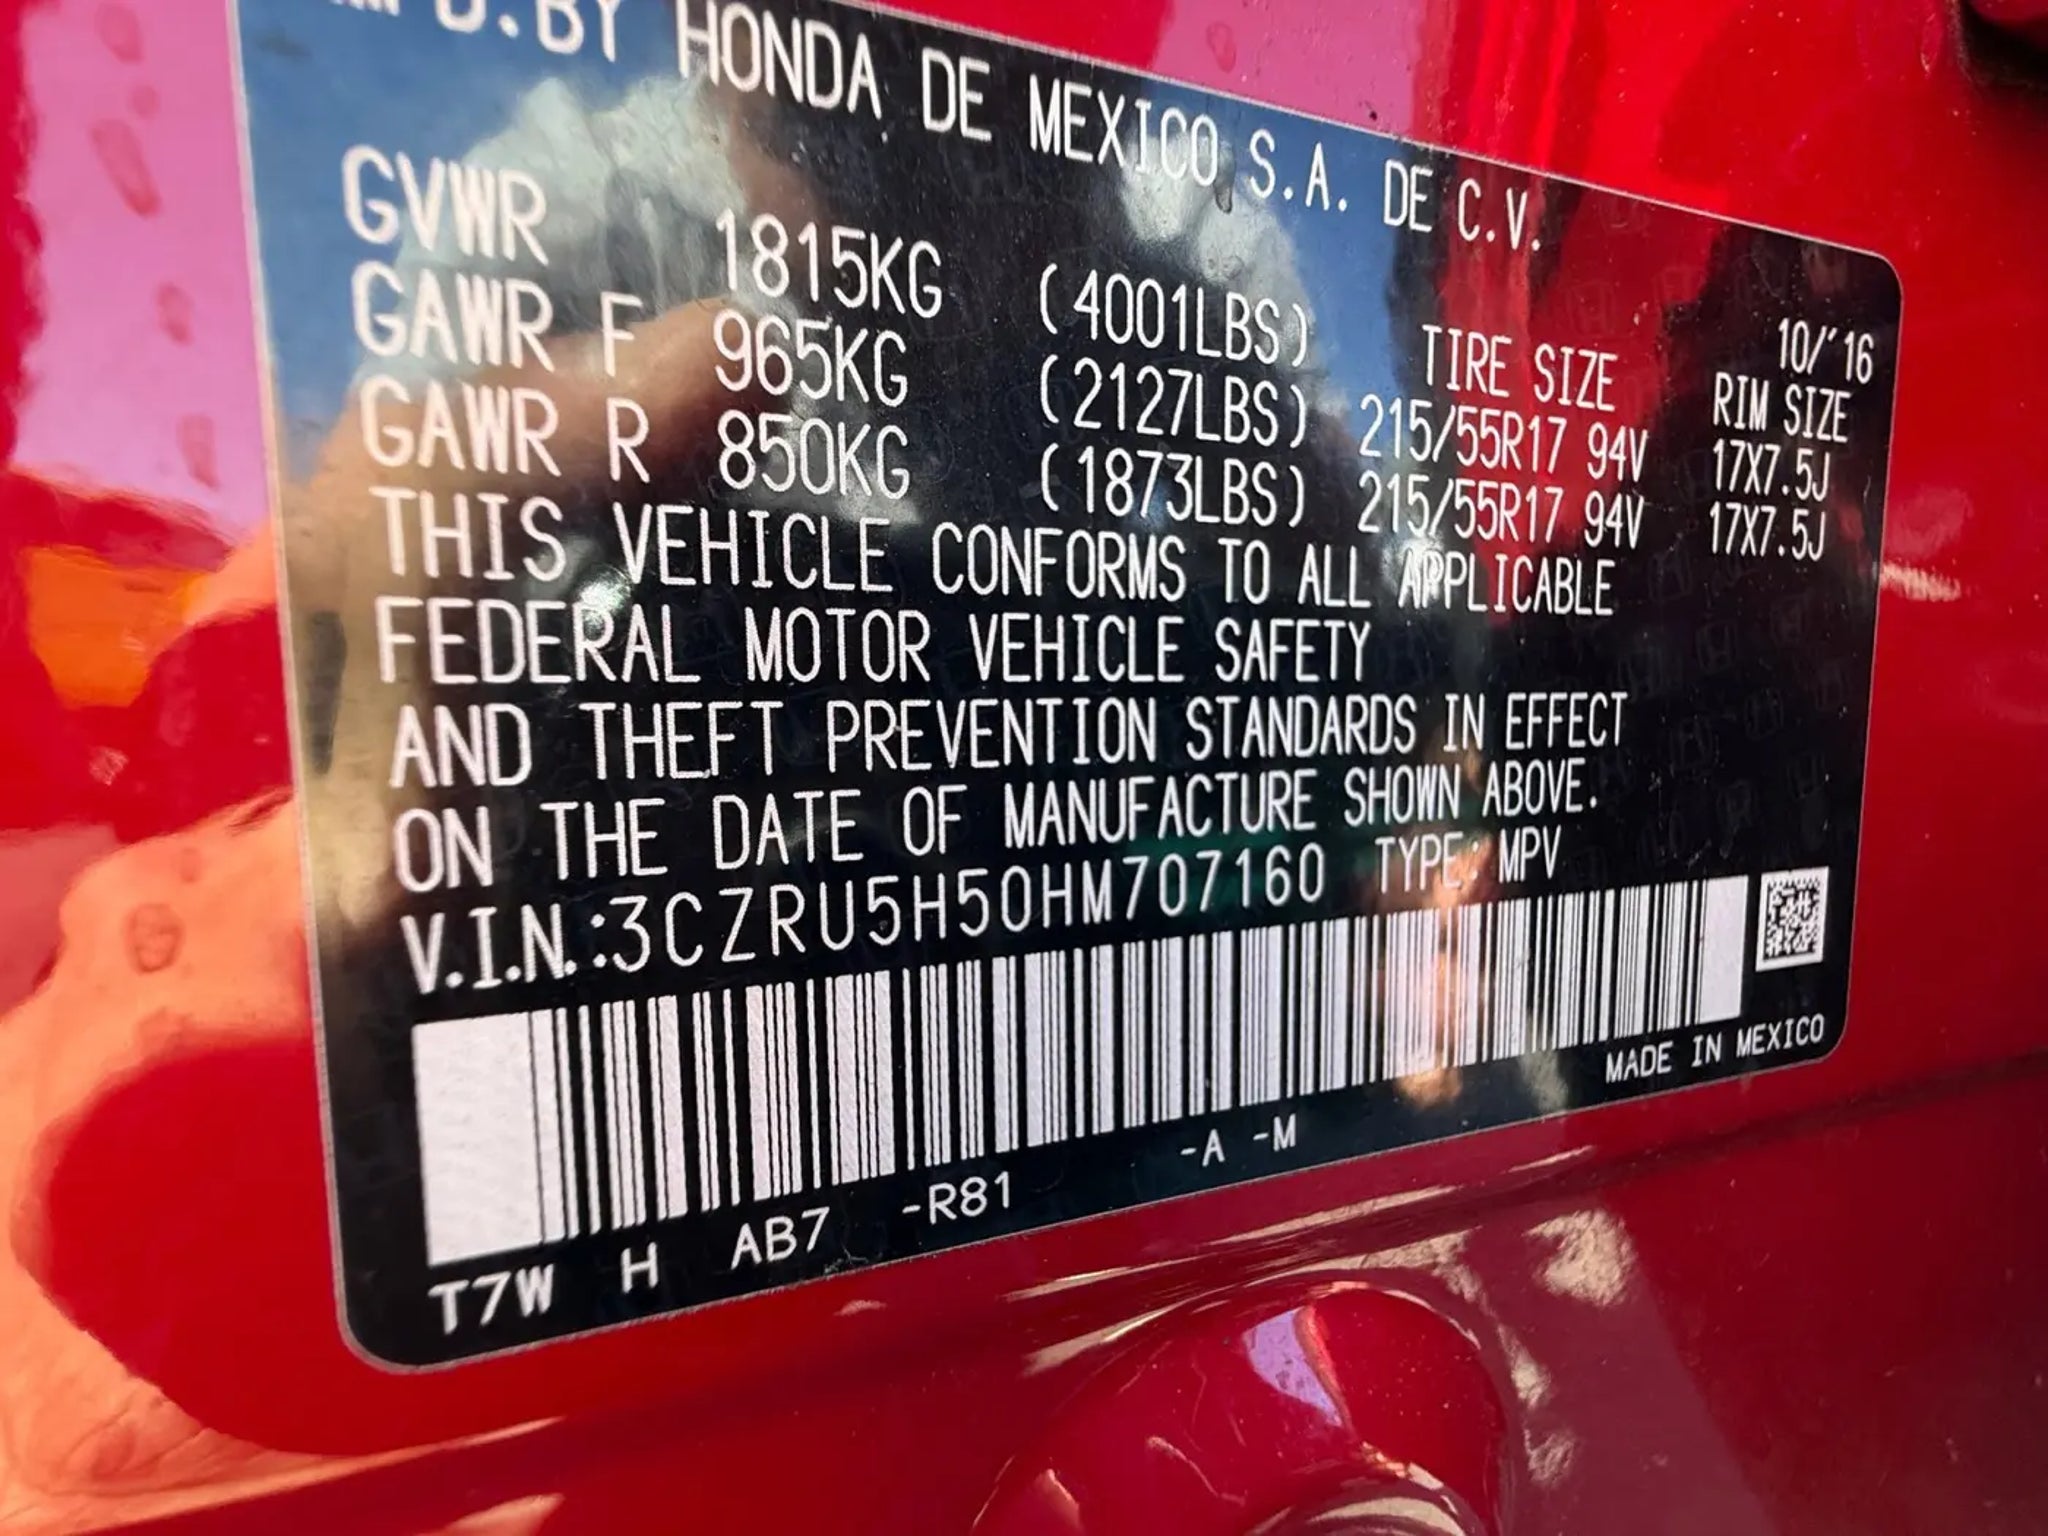 MFD.BY HONDA DE MEXICO S.A. DE C.V.
10/'16
GVWR 1815KG (4001LBS) TIRE SIZE RIM SIZE
GAWR F 965KG (2127LBS) 215/55R17 94V 17X7.5J
GAWR R 850KG (1873LBS) 215/55R17 94V 17X7.5J
THIS VEHICLE CONFORMS TO ALL APPLICABLE
FEDERAL MOTOR VEHICLE SAFETY
AND THEFT PREVENTION STANDARDS IN EFFECT
ON THE DATE OF MANUFACTURE SHOWN ABOVE.
V.I.N.:3CZRU5H50HM707160 TYPE: MPV
MADE IN MEXICO
T7W H AB7 -R81 -A -M